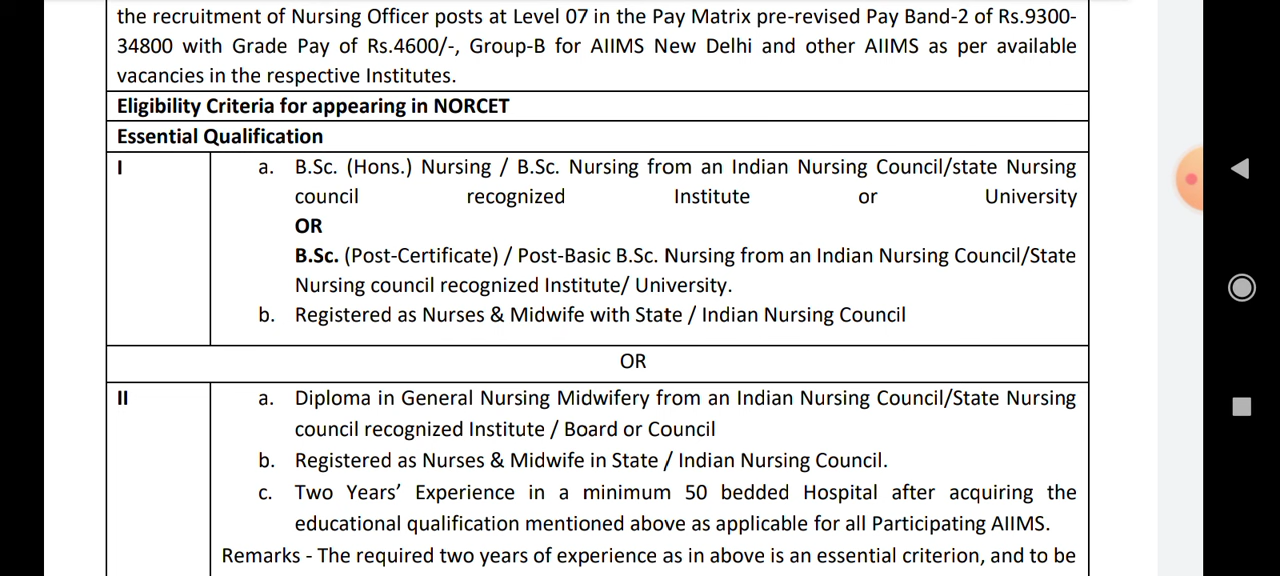 the recruitment of Nursing Officer posts at Level 07 in the Pay Matrix pre-revised Pay Band-2 of Rs.9300-
34800 with Grade Pay of Rs.4600/-, Group-B for AIIMS New Delhi and other AIIMS as per available
vacancies in the respective Institutes.
Eligibility Criteria for appearing in NORCET
Essential Qualification
I
a. B.Sc. (Hons.) Nursing / B.Sc. Nursing from an Indian Nursing Council/state Nursing
council recognized Institute or University
OR
B.Sc. (Post-Certificate) / Post-Basic B.Sc. Nursing from an Indian Nursing Council/State
Nursing council recognized Institute/ University.
b. Registered as Nurses & Midwife with State / Indian Nursing Council
OR
II
a. Diploma in General Nursing Midwifery from an Indian Nursing Council/State Nursing
council recognized Institute / Board or Council
b. Registered as Nurses & Midwife in State / Indian Nursing Council.
c. Two Years’ Experience in a minimum 50 bedded Hospital after acquiring the
educational qualification mentioned above as applicable for all Participating AIIMS.
Remarks - The required two years of experience as in above is an essential criterion, and to be